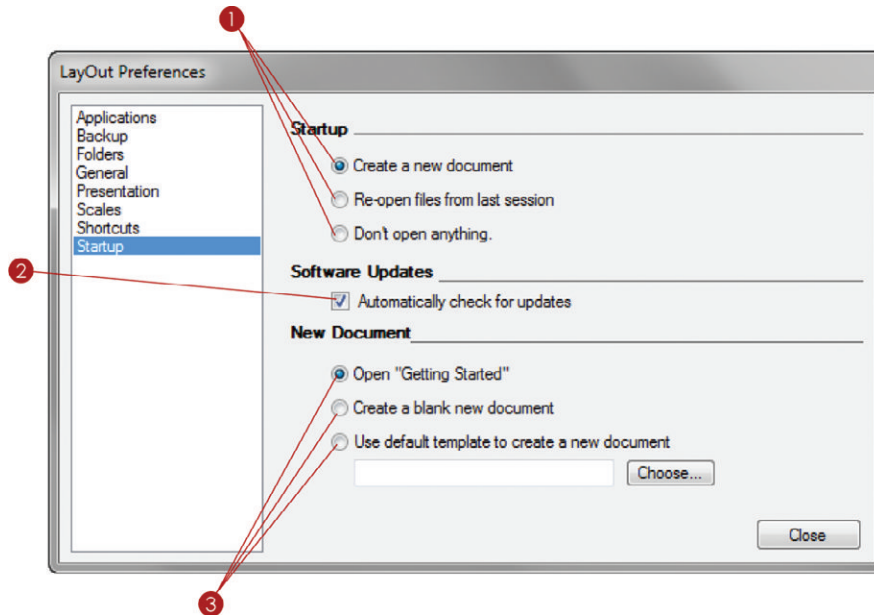 1
LayOut Preferences
Applications
Backup
Folders
General
Presentation
Scales
Shortcuts
Startup
Startup
Create a new document
Re-open files from last session
Don't open anything.
2
Software Updates
Automatically check for updates
New Document
Open "Getting Started"
Create a blank new document
Use default template to create a new document
Choose...
Close
3